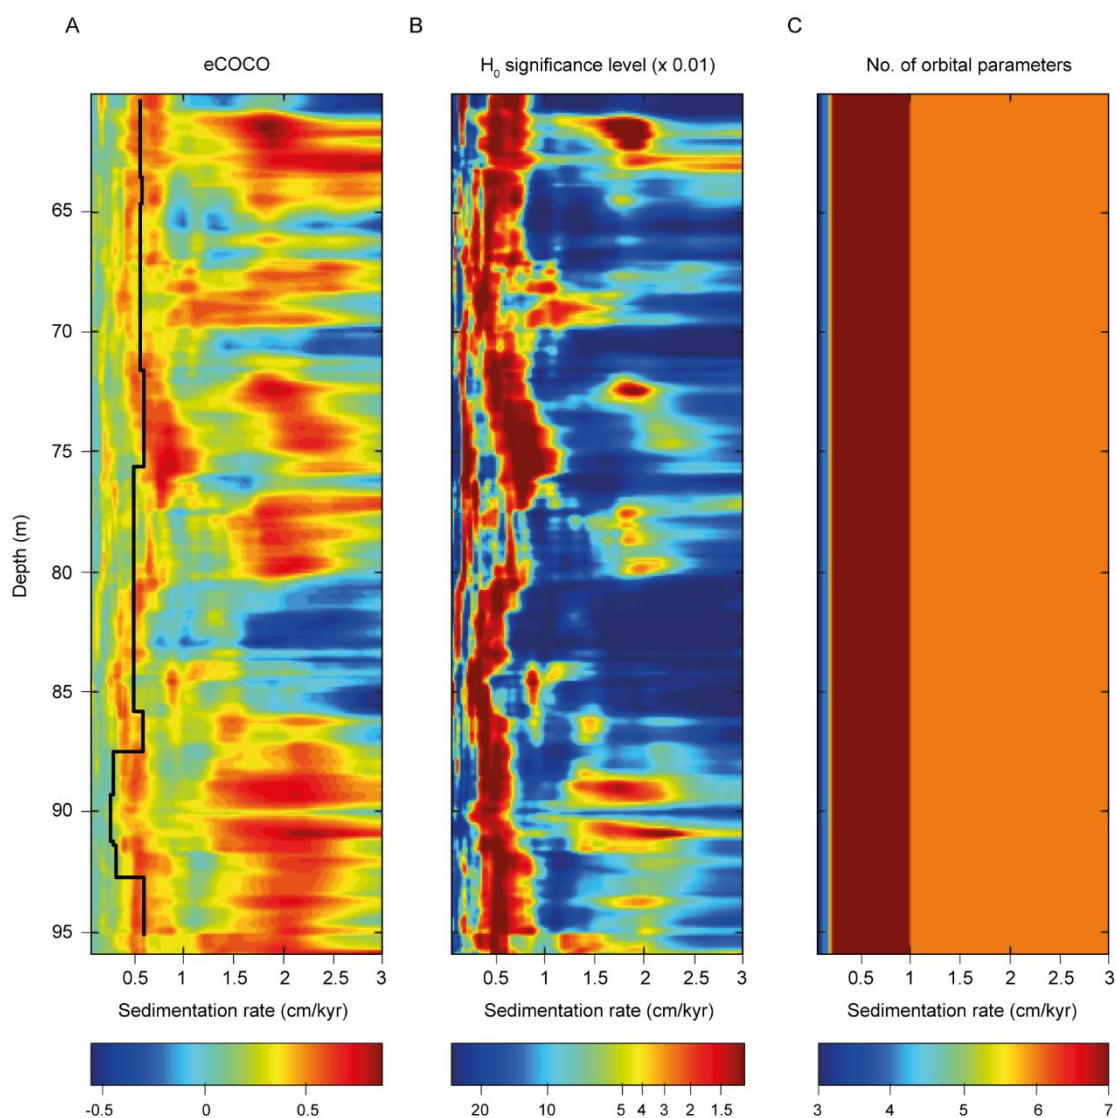 A
B
C
eCOCO
H₀ significance level (x 0.01)
No. of orbital parameters
Depth (m)
65
70
75
80
85
90
95
0.5 1 1.5 2 2.5 3
0.5 1 1.5 2 2.5 3
0.5 1 1.5 2 2.5 3
Sedimentation rate (cm/kyr)
Sedimentation rate (cm/kyr)
Sedimentation rate (cm/kyr)
-0.5 0 0.5
20 10 5 4 3 2 1.5
3 4 5 6 7